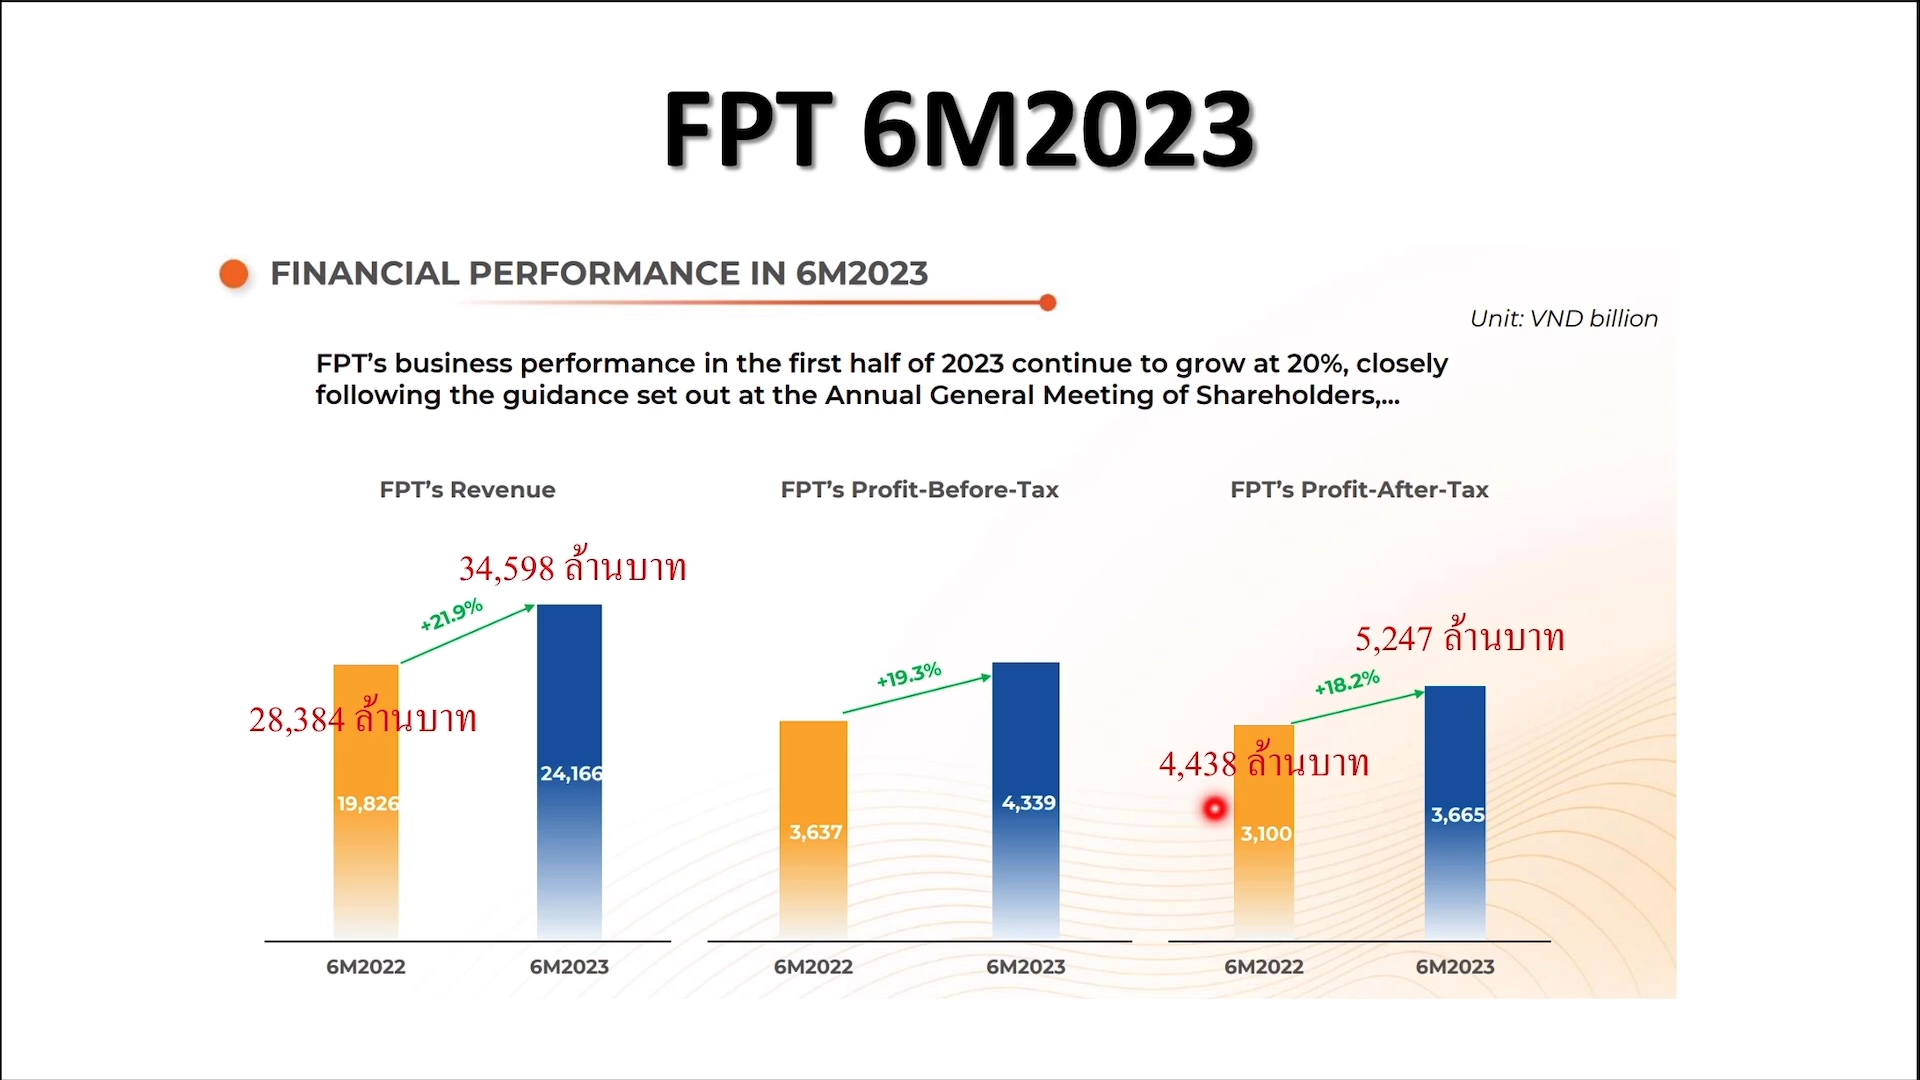 FPT 6M2023
FINANCIAL PERFORMANCE IN 6M2023
Unit: VND billion
FPT’s business performance in the first half of 2023 continue to grow at 20%, closely
following the guidance set out at the Annual General Meeting of Shareholders,...
FPT’s Revenue
34,598 ล้านบาท
+21.9%
28,384 ล้านบาท
24,166
19,826
6M2022
6M2023
FPT’s Profit-Before-Tax
+19.3%
4,339
3,637
6M2022
6M2023
FPT’s Profit-After-Tax
5,247 ล้านบาท
+18.2%
4,438 ล้านบาท
3,665
3,100
6M2022
6M2023